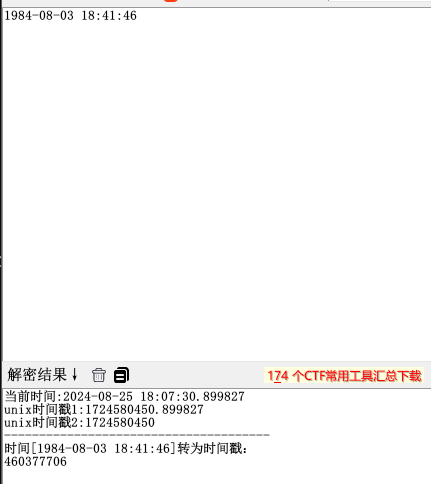 1984-08-03 18:41:46
解密结果↓
174 个CTF常用工具汇总下载
当前时间:2024-08-25 18:07:30.899827
unix时间戳1:1724580450.899827
unix时间戳2:1724580450
---------------------------------------
时间[1984-08-03 18:41:46]转为时间戳:
460377706